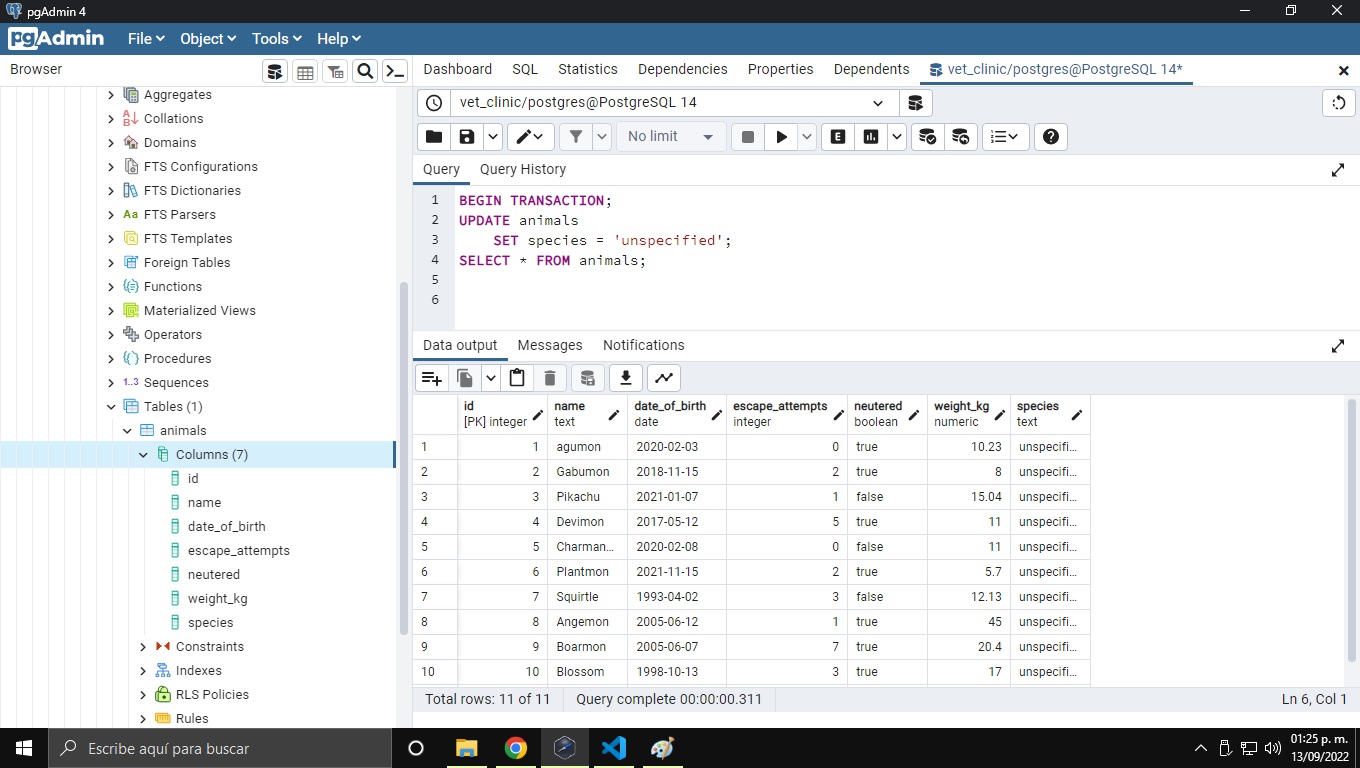 pgAdmin 4
pgAdmin File Object Tools Help
Browser
Dashboard SQL Statistics Dependencies Properties Dependents vet_clinic/postgres@PostgreSQL 14*
Aggregates
Collations
Domains
FTS Configurations
FTS Dictionaries
Aa FTS Parsers
FTS Templates
Foreign Tables
Functions
Materialized Views
Operators
Procedures
1..3 Sequences
Tables (1)
animals
Columns (7)
id
name
date_of_birth
escape_attempts
neutered
weight_kg
species
Constraints
Indexes
RLS Policies
Rules
vet_clinic/postgres@PostgreSQL 14
No limit E
Query Query History
1 BEGIN TRANSACTION;
2 UPDATE animals
3 SET species = 'unspecified';
4 SELECT * FROM animals;
5
6
Data output Messages Notifications
id name date_of_birth escape_attempts neutered weight_kg species
[PK] integer text date integer boolean numeric text
1 1 agumon 2020-02-03 0 true 10.23 unspecifi...
2 2 Gabumon 2018-11-15 2 true 8 unspecifi...
3 3 Pikachu 2021-01-07 1 false 15.04 unspecifi...
4 4 Devimon 2017-05-12 5 true 11 unspecifi...
5 5 Charman... 2020-02-08 0 false 11 unspecifi...
6 6 Plantmon 2021-11-15 2 true 5.7 unspecifi...
7 7 Squirtle 1993-04-02 3 false 12.13 unspecifi...
8 8 Angemon 2005-06-12 1 true 45 unspecifi...
9 9 Boarmon 2005-06-07 7 true 20.4 unspecifi...
10 10 Blossom 1998-10-13 3 true 17 unspecifi...
Total rows: 11 of 11 Query complete 00:00:00.311 Ln 6, Col 1
Escribe aquí para buscar
01:25 p. m.
13/09/2022